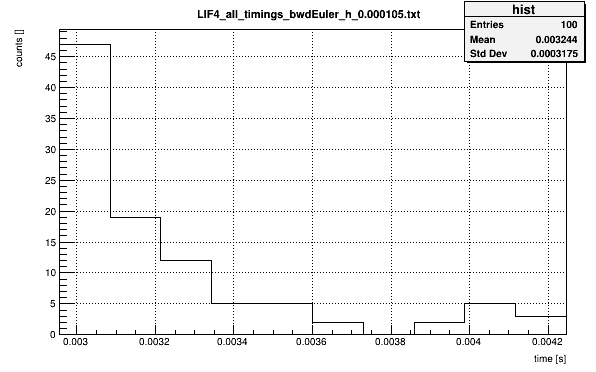 LIF4_all_timings_bwdEuler_h_0.000105.txt
hist
Entries 100
Mean 0.003244
Std Dev 0.0003175
counts []
45
40
35
30
25
20
15
10
5
0
0.003 0.0032 0.0034 0.0036 0.0038 0.004 0.0042
time [s]